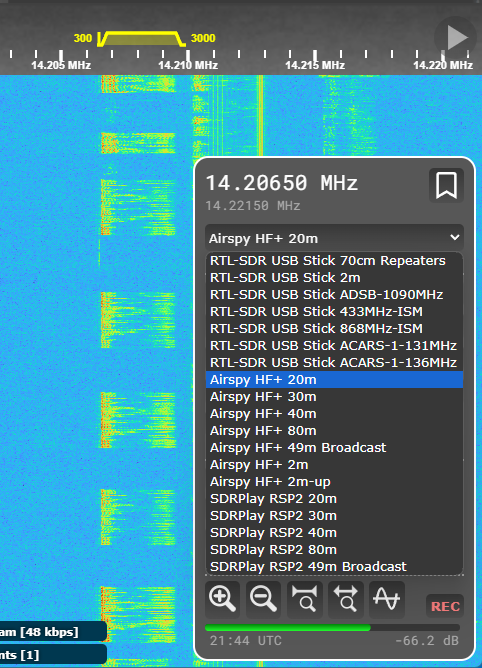 300 3000
14.205 MHz 14.210 MHz 14.215 MHz 14.220 MHz
14.20650 MHz
14.22150 MHz
Airspy HF+ 20m
RTL-SDR USB Stick 70cm Repeaters
RTL-SDR USB Stick 2m
RTL-SDR USB Stick ADSB-1090MHz
RTL-SDR USB Stick 433MHz-ISM
RTL-SDR USB Stick 868MHz-ISM
RTL-SDR USB Stick ACARS-1-131MHz
RTL-SDR USB Stick ACARS-1-136MHz
Airspy HF+ 20m
Airspy HF+ 30m
Airspy HF+ 40m
Airspy HF+ 80m
Airspy HF+ 49m Broadcast
Airspy HF+ 2m
Airspy HF+ 2m-up
SDRPlay RSP2 20m
SDRPlay RSP2 30m
SDRPlay RSP2 40m
SDRPlay RSP2 80m
SDRPlay RSP2 49m Broadcast
REC
am [48 kbps]
21:44 UTC -66.2 dB
nts [1]